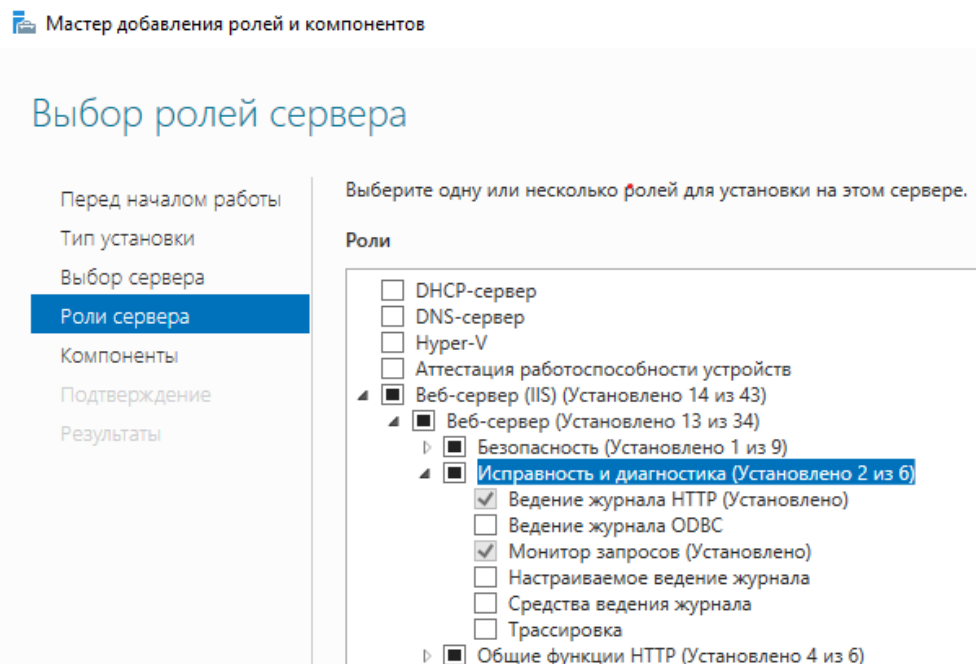 Мастер добавления ролей и компонентов
Выбор ролей сервера
Перед началом работы
Тип установки
Выбор сервера
Роли сервера
Компоненты
Подтверждение
Результаты
Выберите одну или несколько ролей для установки на этом сервере.
Роли
DHCP-сервер
DNS-сервер
Hyper-V
Аттестация работоспособности устройств
Веб-сервер (IIS) (Установлено 14 из 43)
Веб-сервер (Установлено 13 из 34)
Безопасность (Установлено 1 из 9)
Исправность и диагностика (Установлено 2 из 6)
Ведение журнала HTTP (Установлено)
Ведение журнала ODBC
Монитор запросов (Установлено)
Настраиваемое ведение журнала
Средства ведения журнала
Трассировка
Общие функции HTTP (Установлено 4 из 6)